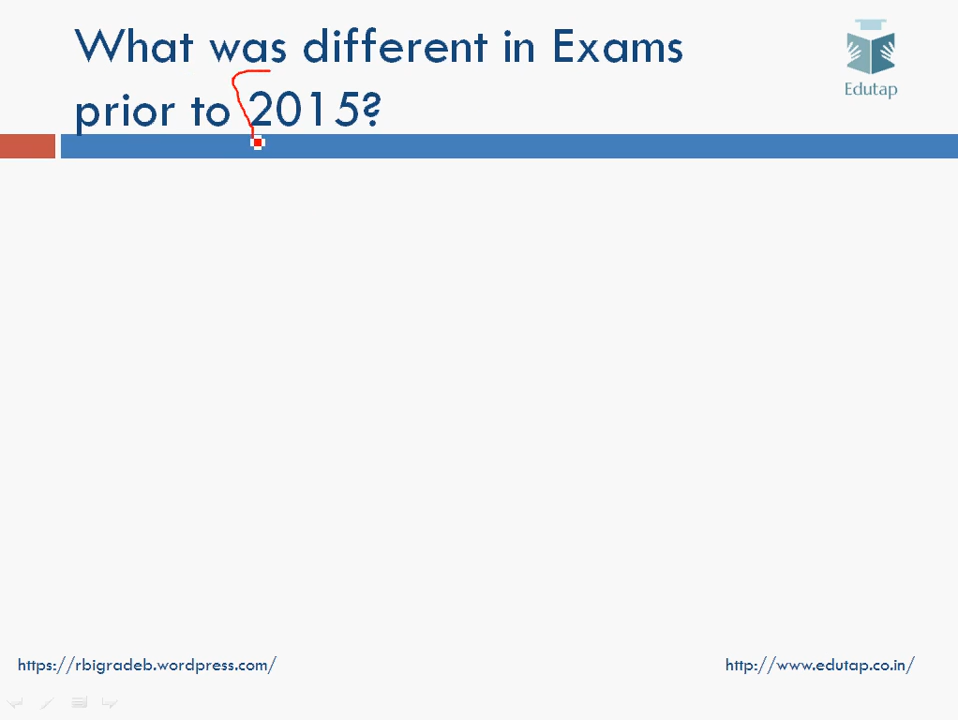 What was different in Exams
prior to 2015?
Edutap
https://rbigradeb.wordpress.com/
http://www.edutap.co.in/